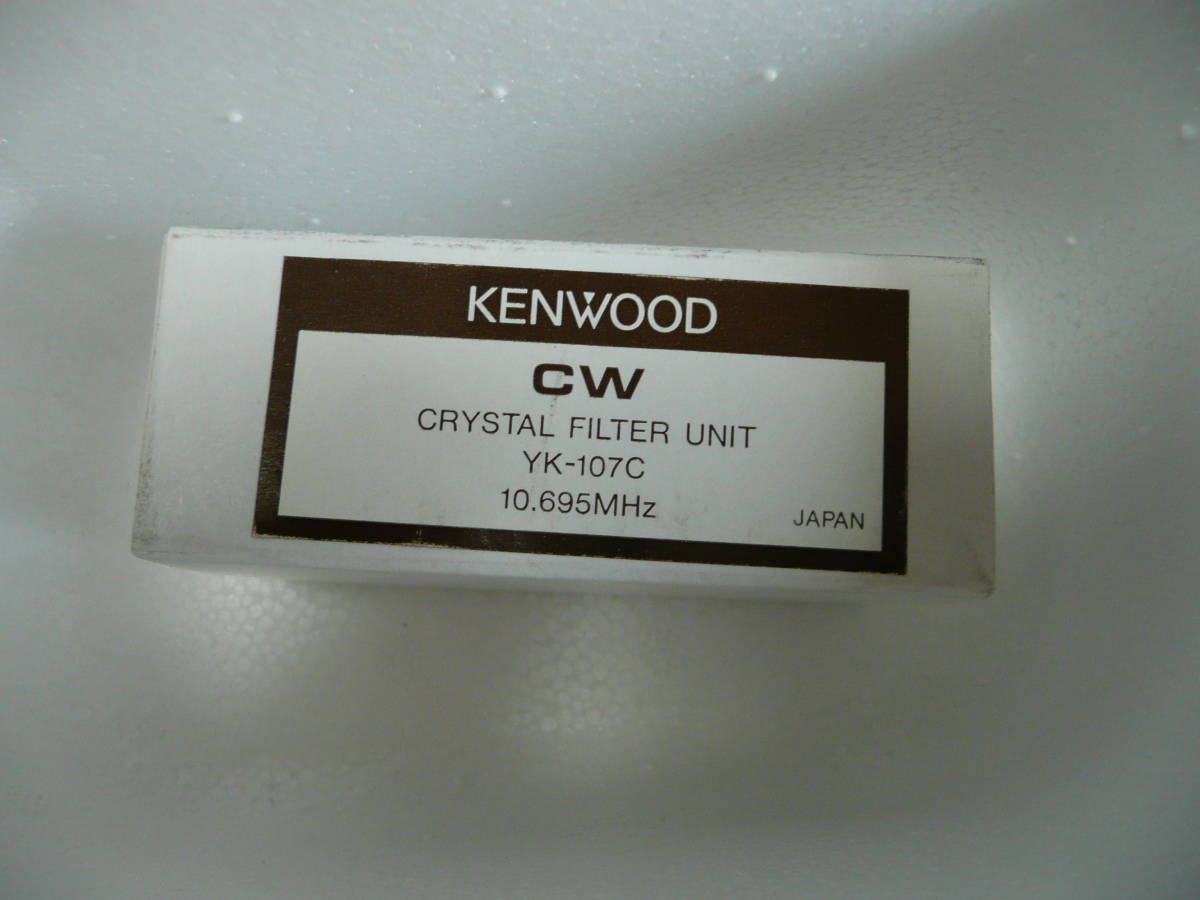 KENWOOD
CW
CRYSTAL FILTER UNIT
YK-107C
10.695MHz
JAPAN